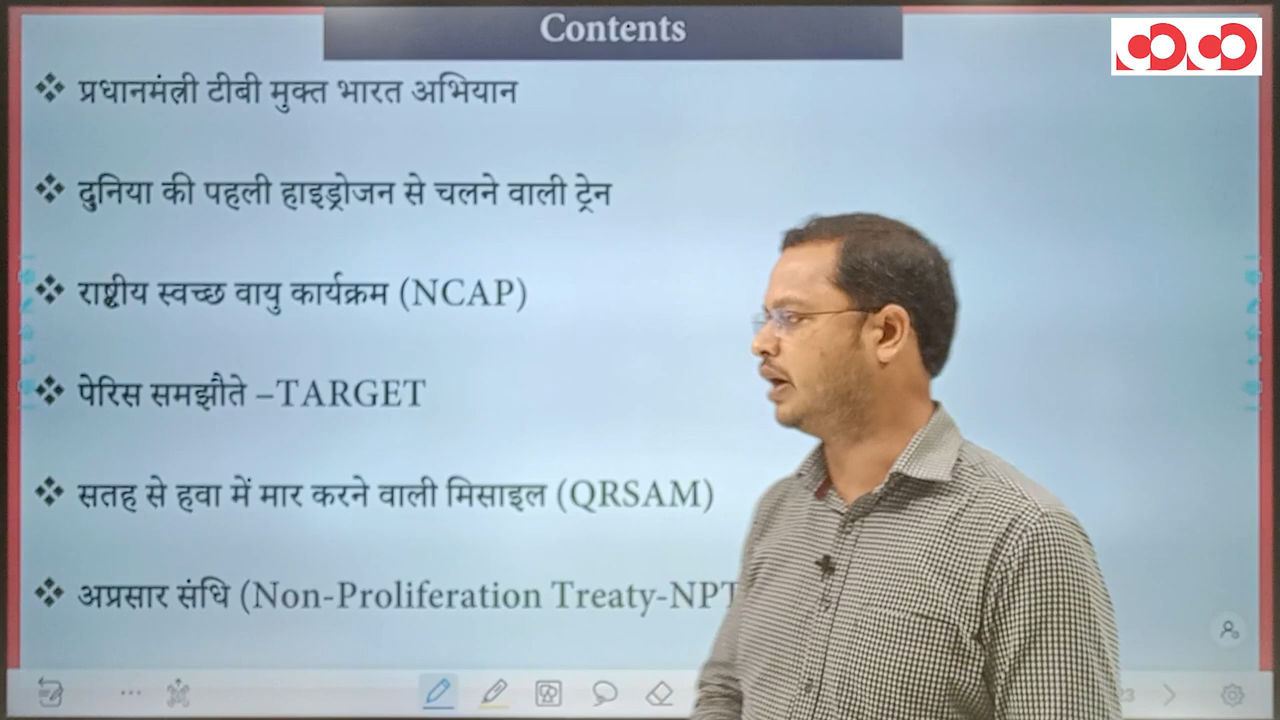 Contents
प्रधानमंत्री टीबी मुक्त भारत अभियान
दुनिया की पहली हाइड्रोजन से चलने वाली ट्रेन
राष्ट्रीय स्वच्छ वायु कार्यक्रम (NCAP)
पेरिस समझौते –TARGET
सतह से हवा में मार करने वाली मिसाइल (QRSAM)
अप्रसार संधि (Non-Proliferation Treaty-NPT
23